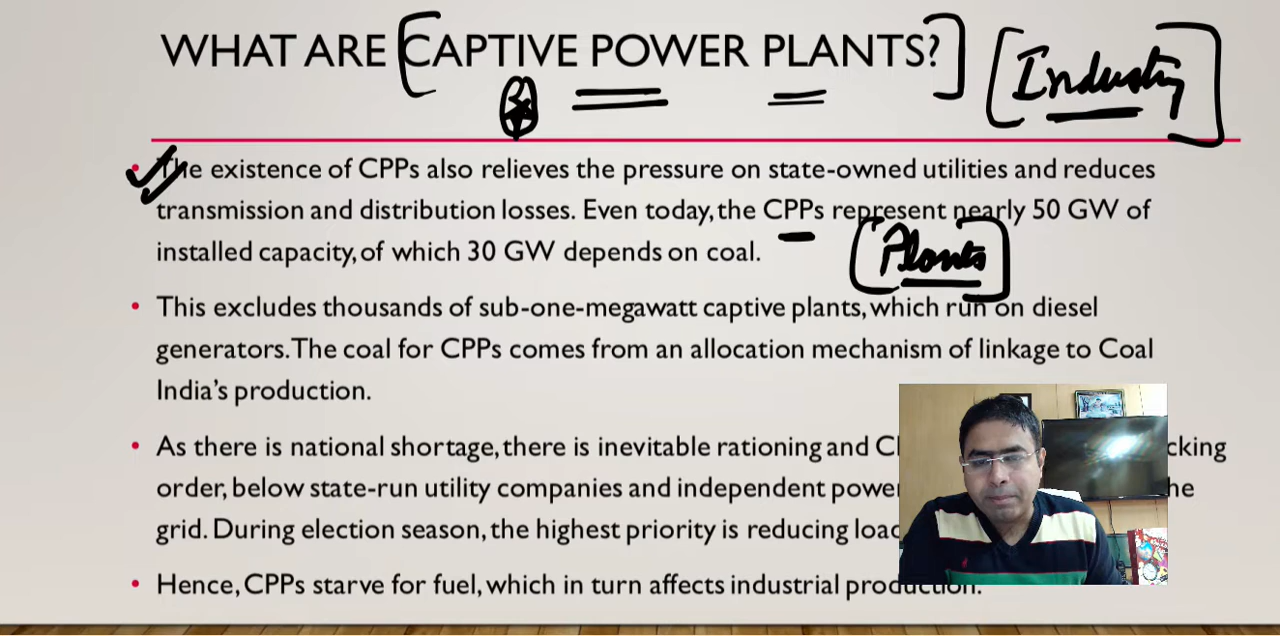 WHAT ARE CAPTIVE POWER PLANTS?
Industry
The existence of CPPs also relieves the pressure on state-owned utilities and reduces
transmission and distribution losses. Even today, the CPPs represent nearly 50 GW of
installed capacity, of which 30 GW depends on coal.
Plants
This excludes thousands of sub-one-megawatt captive plants, which run on diesel
generators. The coal for CPPs comes from an allocation mechanism of linkage to Coal
India's production.
As there is national shortage, there is inevitable rationing and
order, below state-run utility companies and independent power
grid. During election season, the highest priority is reducing
Hence, CPPs starve for fuel, which in turn affects industrial production.